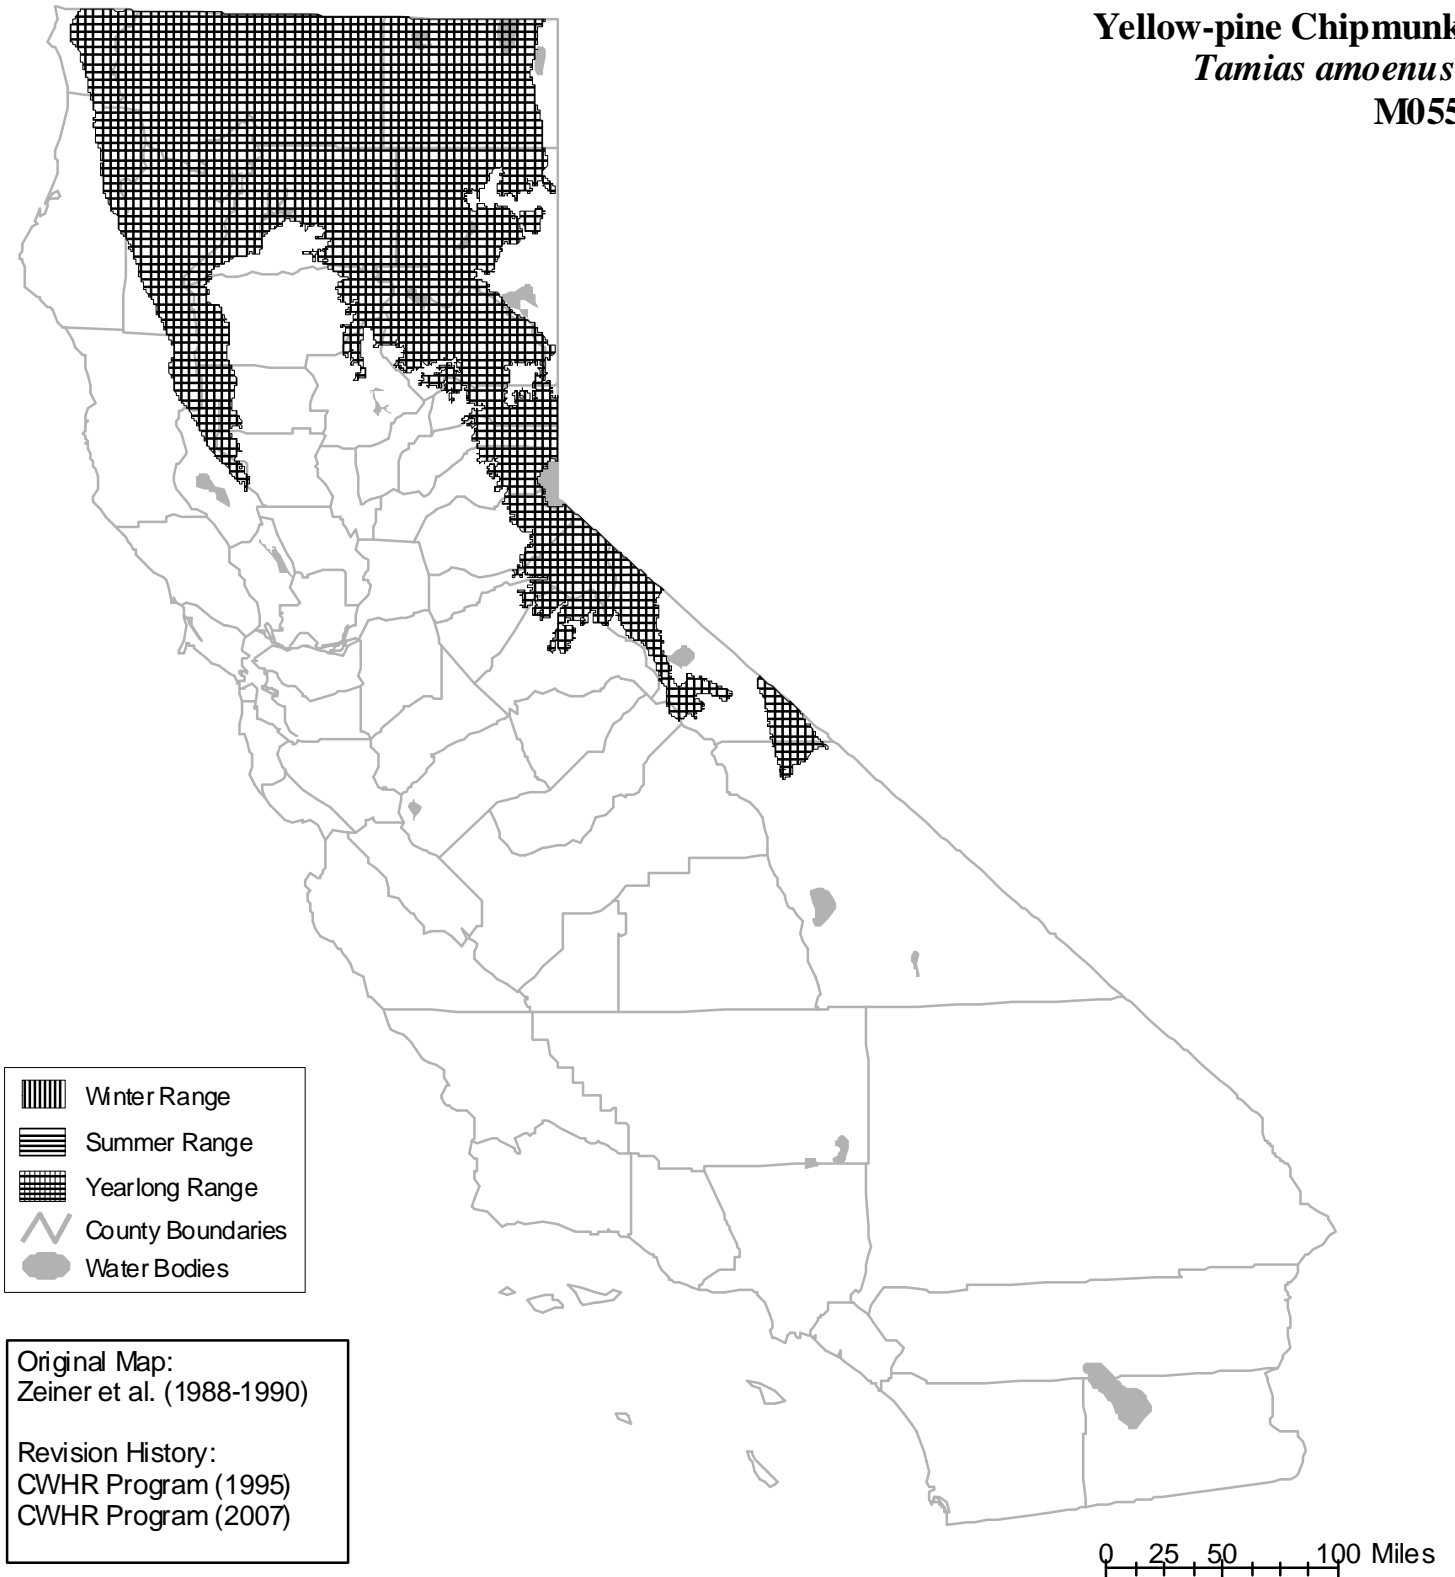 Yellow-pine Chipmunk
Tamias amoenus
M055
Winter Range
Summer Range
Yearlong Range
County Boundaries
Water Bodies
Original Map:
Zeiner et al. (1988-1990)
Revision History:
CWHR Program (1995)
CWHR Program (2007)
0 25 50 100 Miles